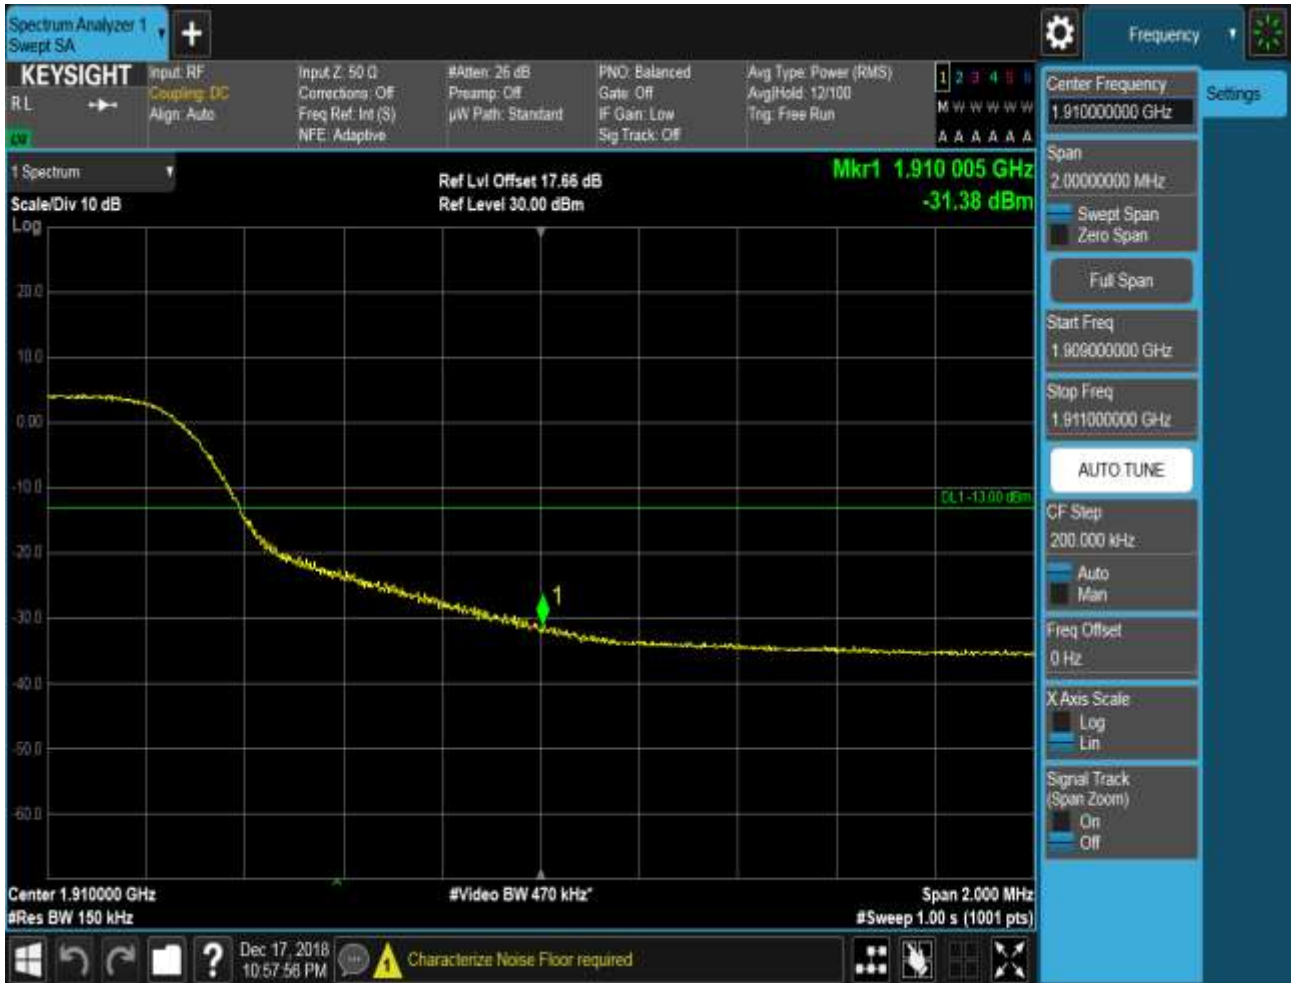 Spectrum Analyzer 1
Swept SA
+
Frequency
KEYSIGHT
R L
Input: RF
Coupling: DC
Align: Auto
Input Z: 50 Ω
Corrections: Off
Freq Ref: Int (S)
NFE: Adaptive
#Atten: 26 dB
Preamp: Off
µW Path: Standard
PNO: Balanced
Gate: Off
IF Gain: Low
Sig Track: Off
Avg Type: Power (RMS)
Avg|Hold: 12/100
Trig: Free Run
1 2 3 4 5 6
M W W W W W
A A A A A A
1 Spectrum
Scale/Div 10 dB
Log
Ref Lvl Offset 17.66 dB
Ref Level 30.00 dBm
Mkr1 1.910 005 GHz
-31.38 dBm
20.0
10.0
0.00
-10.0
DL1 -13.00 dBm
-20.0
1
-30.0
-40.0
-50.0
-60.0
Center 1.910000 GHz
#Res BW 150 kHz
#Video BW 470 kHz*
Span 2.000 MHz
#Sweep 1.00 s (1001 pts)
?
Dec 17, 2018
10:57:56 PM
Characterize Noise Floor required
Center Frequency
1.910000000 GHz
Settings
Span
2.00000000 MHz
Swept Span
Zero Span
Full Span
Start Freq
1.909000000 GHz
Stop Freq
1.911000000 GHz
AUTO TUNE
CF Step
200.000 kHz
Auto
Man
Freq Offset
0 Hz
X Axis Scale
Log
Lin
Signal Track
(Span Zoom)
On
Off